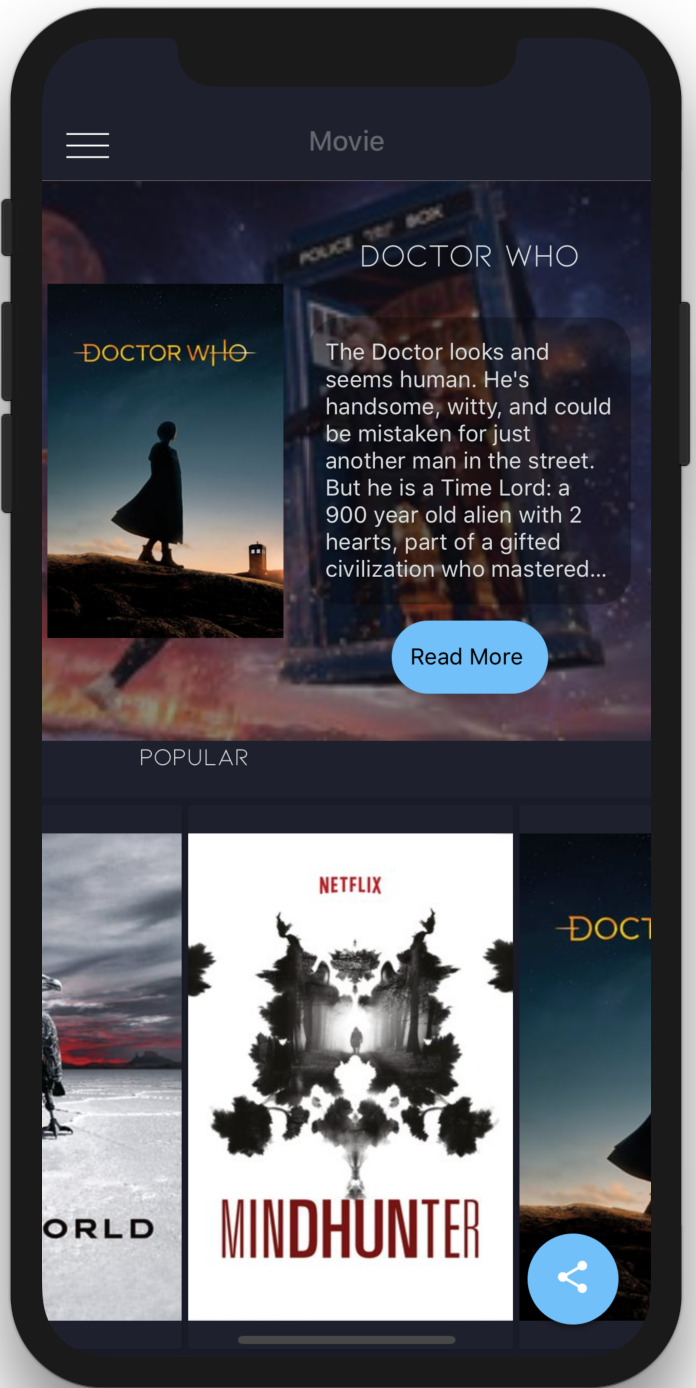 Movie
POLICE BOX
DOCTOR WHO
DOCTOR WHO
The Doctor looks and
seems human. He's
handsome, witty, and could
be mistaken for just
another man in the street.
But he is a Time Lord: a
900 year old alien with 2
hearts, part of a gifted
civilization who mastered...
Read More
POPULAR
NETFLIX
DOCT
ORLD
MINDHUNTER